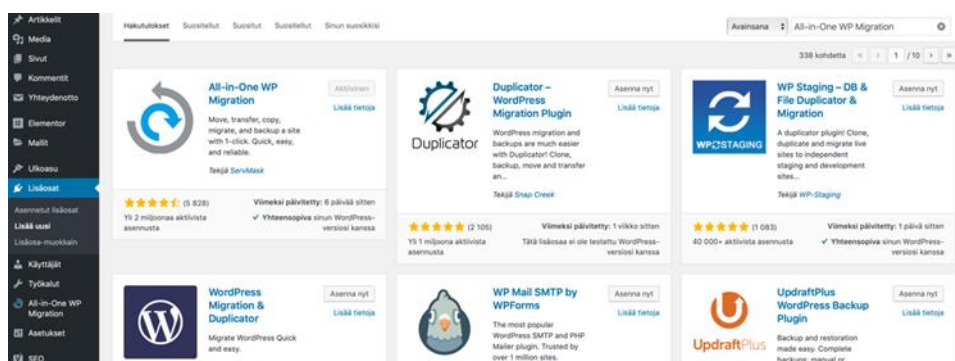 Artikkelit
Media
Sivut
Kommentit
Yhteydenotto
Elementor
Mallit
Ulkoasu
Lisäosat
Asennetut lisäosat
Lisää uusi
Lisäosa-muokkain
Käyttäjät
Työkalut
All-in-One WP
Migration
Asetukset
SEO
Hakutulokset Suositellut Suositut Suositellut Sinun suosikkisi
Avainsana All-in-One WP Migration
338 kohdetta < < 1 /10 > »
All-in-One WP
Migration
Aktiivinen
Lisää tietoja
Move, transfer, copy,
migrate, and backup a site
with 1-click. Quick, easy,
and reliable.
Tekijä ServMask
(5 828)
Yli 2 miljoonaa aktiivista
asennusta
Viimeksi päivitetty: 6 päivää sitten
✓ Yhteensopiva sinun WordPress-
versiosi kanssa
Duplicator
Duplicator –
WordPress
Migration Plugin
Asenna nyt
Lisää tietoja
WordPress migration and
backups are much easier
with Duplicator! Clone,
backup, move and transfer
an...
Tekijä Snap Creek
(2 105)
Yli 1 miljoona aktiivista
asennusta
Viimeksi päivitetty: 1 viikko sitten
Tätä lisäosaa ei ole testattu WordPress-
versiosi kanssa
WPSTAGING
WP Staging – DB &
File Duplicator &
Migration
Asenna nyt
Lisää tietoja
A duplicator plugin! Clone,
duplicate and migrate live
sites to independent
staging and development
sites...
Tekijä WP-Staging
(1 083)
40 000+ aktiivista asennusta
Viimeksi päivitetty: 1 päivä sitten
✓ Yhteensopiva sinun WordPress-
versiosi kanssa
WordPress
Migration &
Duplicator
Asenna nyt
Lisää tietoja
Migrate WordPress Quick
and easy.
WP Mail SMTP by
WPForms
Asenna nyt
Lisää tietoja
The most popular
WordPress SMTP and PHP
Mailer plugin. Trusted by
over 1 million sites.
UpdraftPlus
UpdraftPlus
WordPress Backup
Plugin
Asenna nyt
Lisää tietoja
Backup and restoration
made easy. Complete
backups; manual or